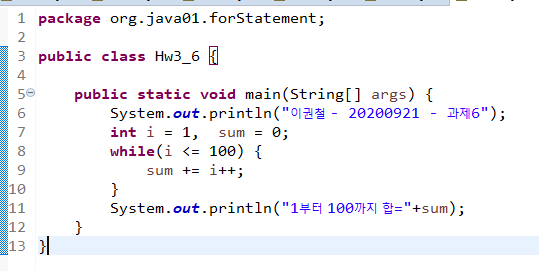 1 package org.java01.forStatement;
2
3 public class Hw3_6 {
4
5 public static void main(String[] args) {
6 System.out.println("이권철 - 20200921 - 과제6");
7 int i = 1,  sum = 0;
8 while(i <= 100) {
9 sum += i++;
10 }
11 System.out.println("1부터 100까지 합="+sum);
12 }
13 }